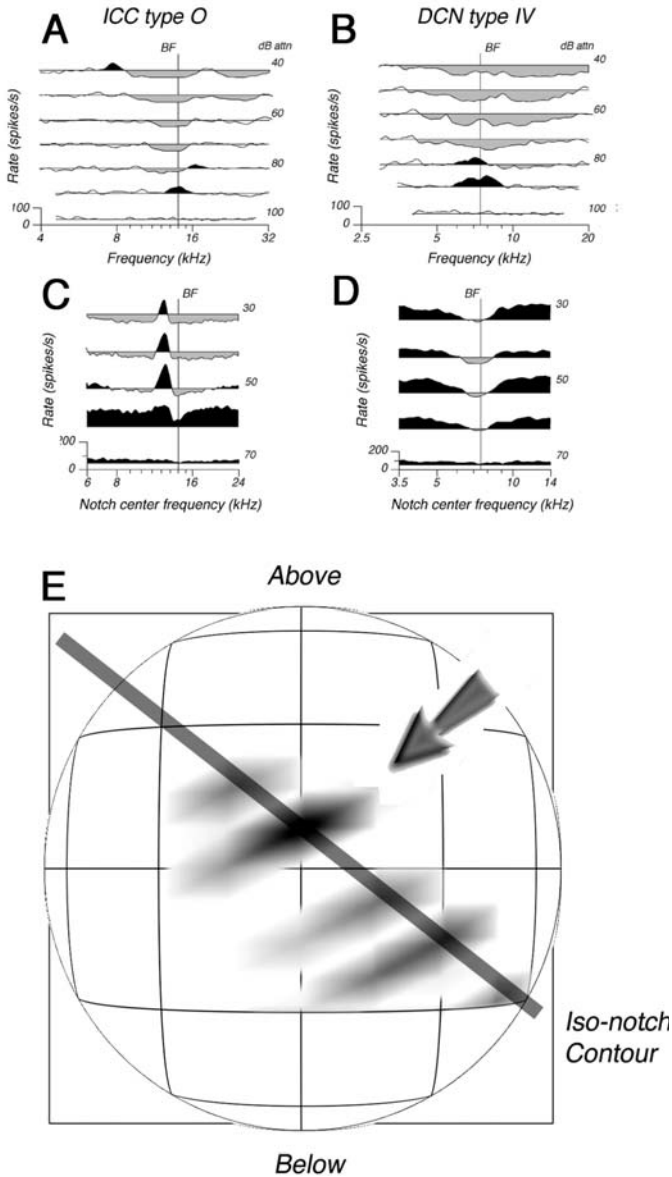 ICC type O
DCN type IV
A
BF
dB attn
40
60
80
100
Rate (spikes/s)
100
0
4
8
16
32
Frequency (kHz)
B
BF
dB attn
40
60
80
100
Rate (spikes/s)
100
0
2.5
5
10
20
Frequency (kHz)
C
BF
30
50
70
Rate (spikes/s)
200
0
6
8
16
24
Notch center frequency (kHz)
D
BF
30
50
70
Rate (spikes/s)
200
0
3.5
5
10
14
Notch center frequency (kHz)
E
Above
Iso-notch
Contour
Below